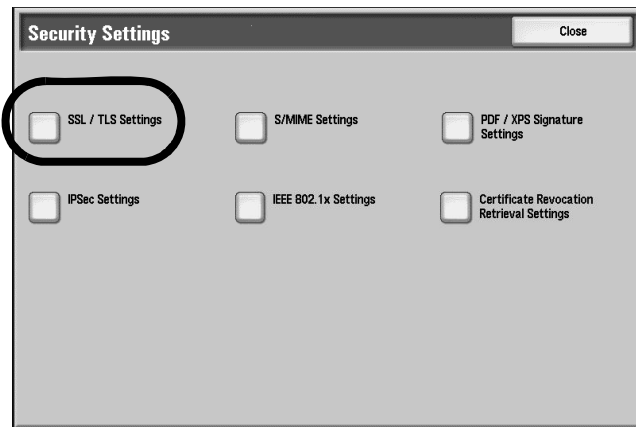 Security Settings
Close
SSL / TLS Settings
S/MIME Settings
PDF / XPS Signature
Settings
IPSec Settings
IEEE 802.1x Settings
Certificate Revocation
Retrieval Settings